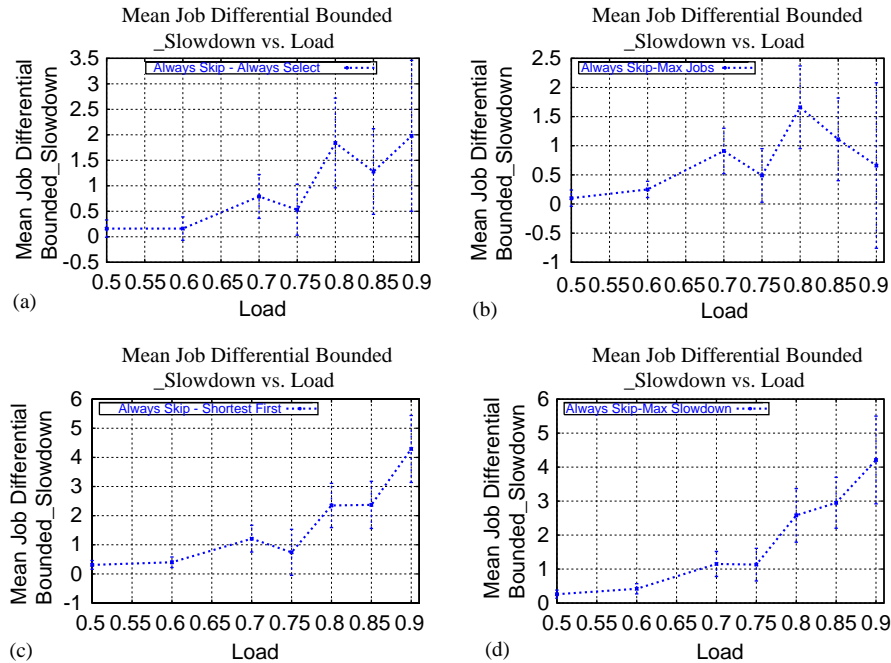 Mean Job Differential Bounded
_Slowdown vs. Load
Always Skip - Always Select
3.5
3
2.5
2
1.5
1
0.5
0
-0.5
Mean Job Differential
Bounded_Slowdown
0.5 0.55 0.6 0.65 0.7 0.75 0.8 0.85 0.9
Load
(a)
Mean Job Differential Bounded
_Slowdown vs. Load
Always Skip-Max Jobs
2.5
2
1.5
1
0.5
0
-0.5
-1
Mean Job Differential
Bounded_Slowdown
0.5 0.55 0.6 0.65 0.7 0.75 0.8 0.85 0.9
Load
(b)
Mean Job Differential Bounded
_Slowdown vs. Load
Always Skip - Shortest First
6
5
4
3
2
1
0
-1
Mean Job Differential
Bounded_Slowdown
0.5 0.55 0.6 0.65 0.7 0.75 0.8 0.85 0.9
Load
(c)
Mean Job Differential Bounded
_Slowdown vs. Load
Always Skip-Max Slowdown
6
5
4
3
2
1
0
Mean Job Differential
Bounded_Slowdown
0.5 0.55 0.6 0.65 0.7 0.75 0.8 0.85 0.9
Load
(d)